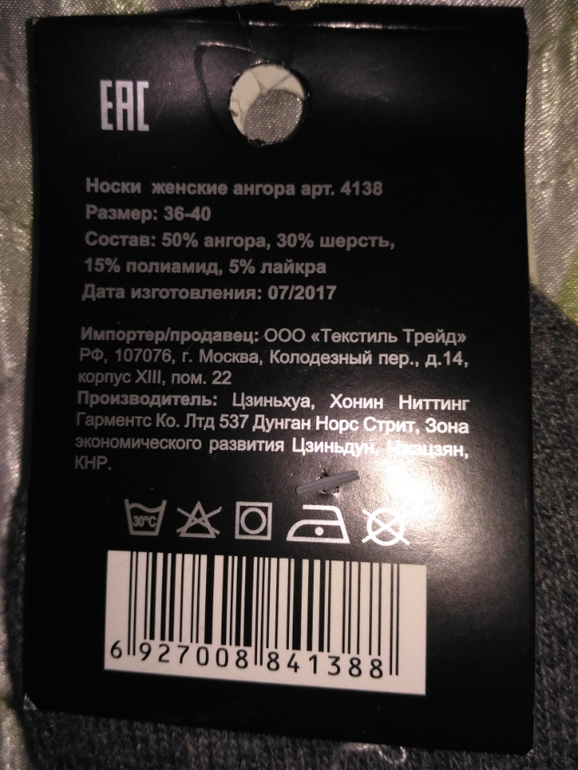 ЕАС
Носки женские ангора арт. 4138
Размер: 36-40
Состав: 50% ангора, 30% шерсть,
15% полиамид, 5% лайкра
Дата изготовления: 07/2017
Импортер/продавец: ООО «Текстиль Трейд»
РФ, 107076, г. Москва, Колодезный пер., д.14,
корпус XIII, пом. 22
Производитель: Цзиньхуа, Хонин Ниттинг
Гарментс Ко. Лтд 537 Дунган Норс Стрит, Зона
экономического развития Цзиньдун,
КНР.
30°C
6 927008 841388